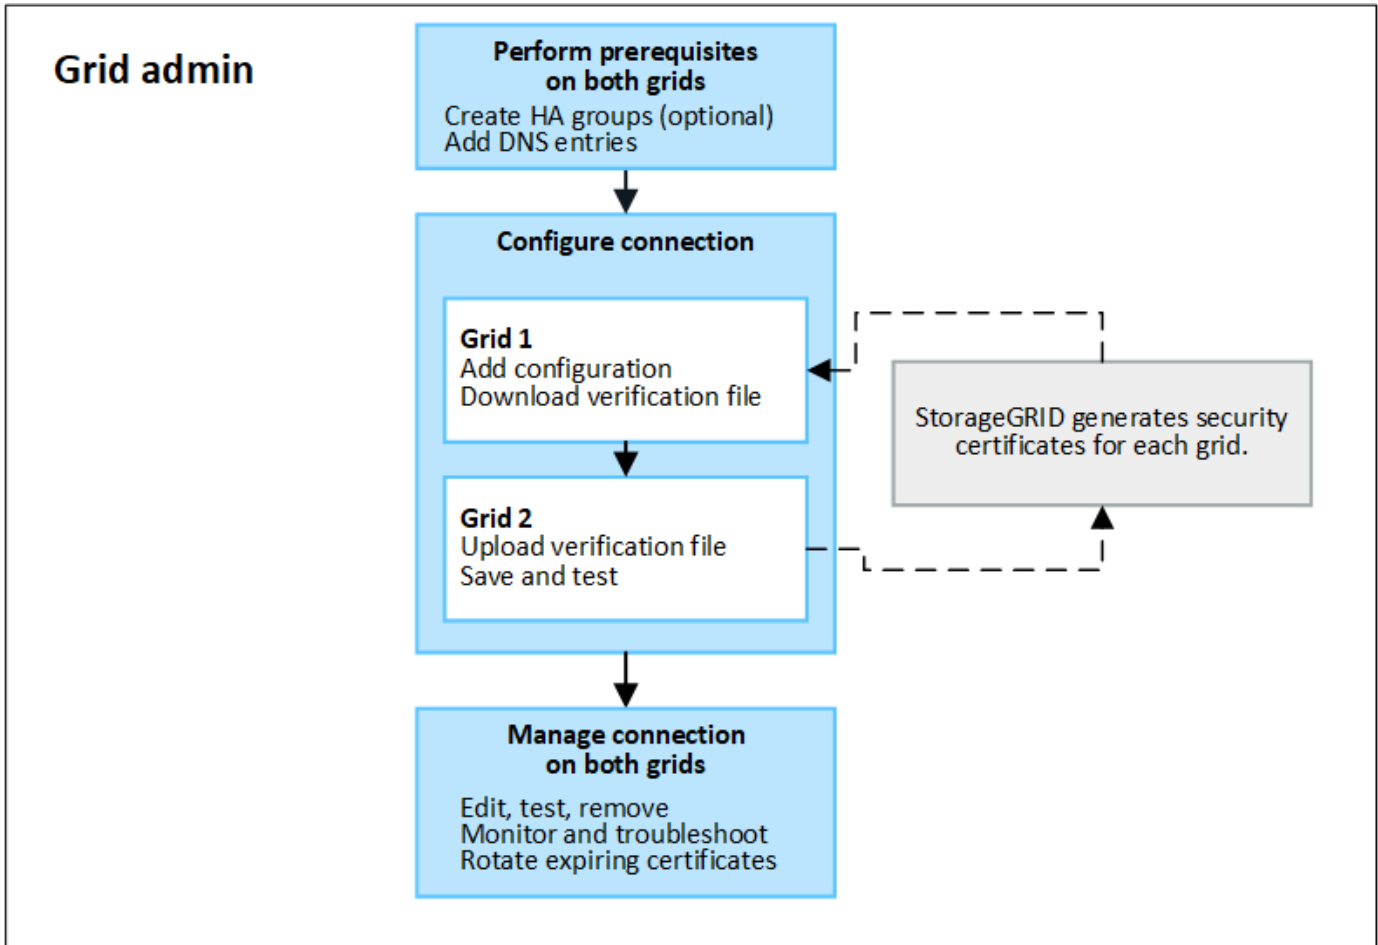 Grid admin
Perform prerequisites
on both grids
Create HA groups (optional)
Add DNS entries
Configure connection
Grid 1
Add configuration
Download verification file
StorageGRID generates security
certificates for each grid.
Grid 2
Upload verification file
Save and test
Manage connection
on both grids
Edit, test, remove
Monitor and troubleshoot
Rotate expiring certificates